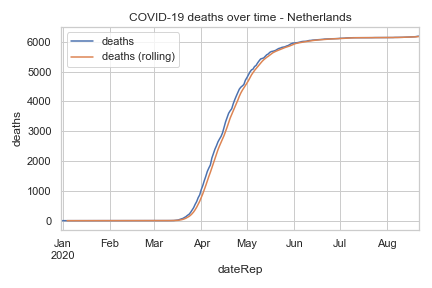 COVID-19 deaths over time - Netherlands
deaths
deaths (rolling)
deaths
6000
5000
4000
3000
2000
1000
0
Jan Feb Mar Apr May Jun Jul Aug
2020
dateRep